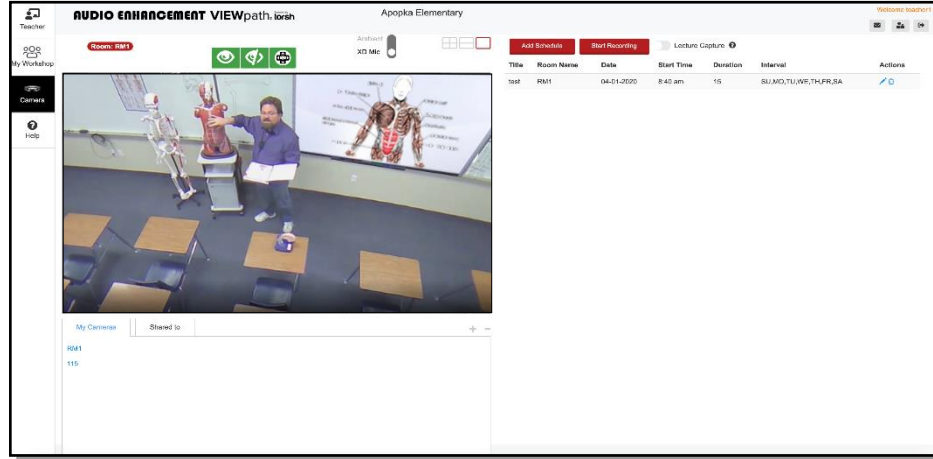 AUDIO ENHANCEMENT VIEWpath
Apopka Elementary
Welcome teacher1
Teacher
My Workshop
Camera
Help
Room: RM1
Ambient
XD Mic
Add Schedule
Start Recording
Lecture Capture
Title Room Name Date Start Time Duration Interval Actions
test RM1 04-01-2020 8:40 am 15 SU,MO,TU,WE,TH,FR,SA
My Cameras
Shared to
RM1
115